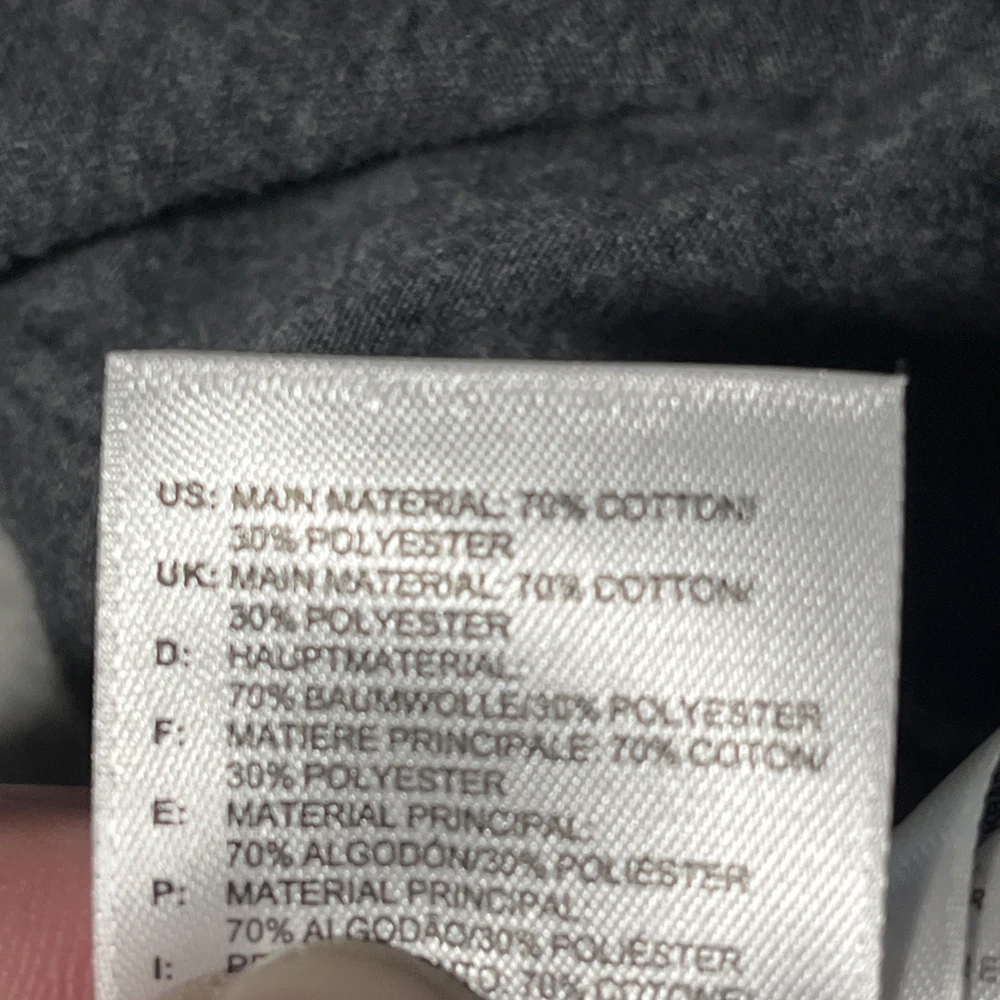 US: MAIN MATERIAL: 70% COTTON/
30% POLYESTER
UK: MAIN MATERIAL: 70% COTTON/
30% POLYESTER
D: HAUPTMATERIAL:
70% BAUMWOLLE/30% POLYESTER
F: MATIERE PRINCIPALE: 70% COTON/
30% POLYESTER
E: MATERIAL PRINCIPAL:
70% ALGODÓN/30% POLIÉSTER
P: MATERIAL PRINCIPAL:
70% ALGODÃO/30% POLIÉSTER
I: 70%